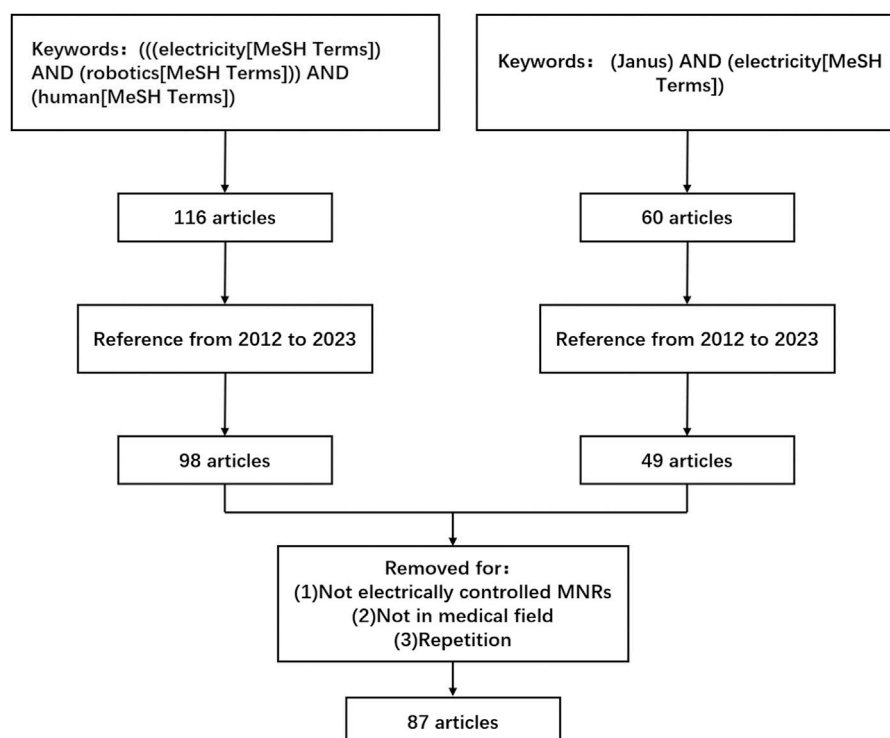 Keywords： (((electricity[MeSH Terms])
AND (robotics[MeSH Terms])) AND
(human[MeSH Terms])
Keywords： (Janus) AND (electricity[MeSH
Terms])
116 articles
60 articles
Reference from 2012 to 2023
Reference from 2012 to 2023
98 articles
49 articles
Removed for：
(1)Not electrically controlled MNRs
(2)Not in medical field
(3)Repetition
87 articles